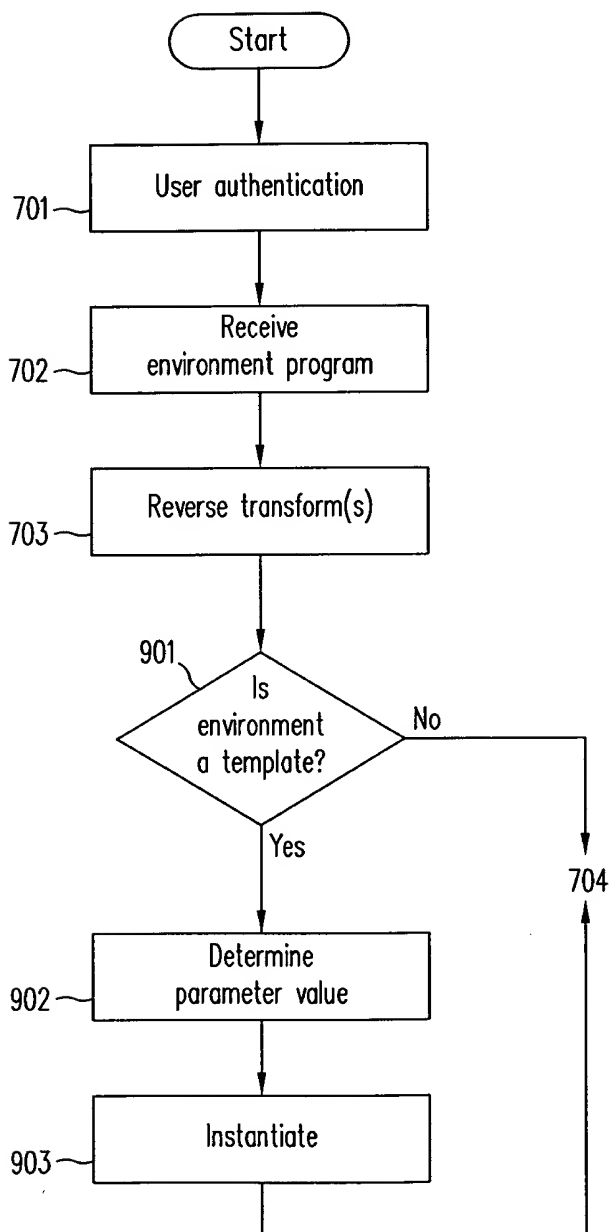 Start
User authentication
701
Receive
environment program
702
Reverse transform(s)
703
901
Is
environment
a template?
No
Yes
704
Determine
parameter value
902
Instantiate
903